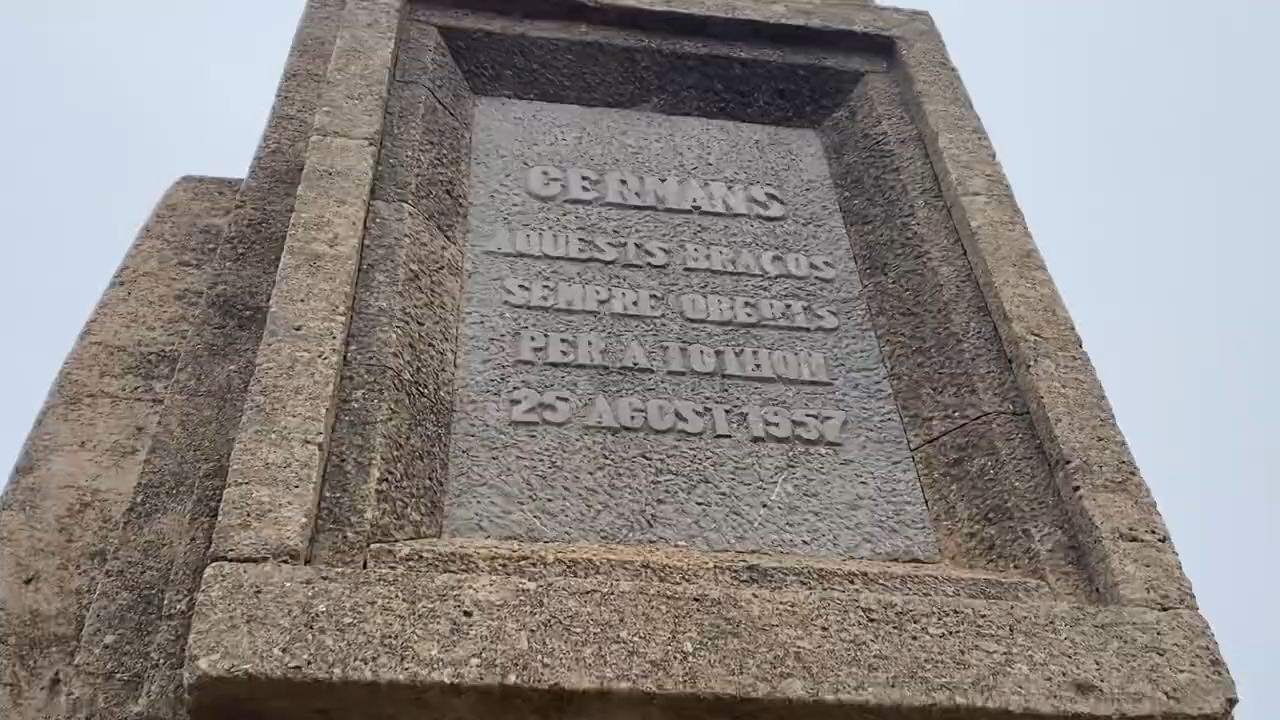 GERMANS
AQUESTS BRAÇOS
SEMPRE OBERTS
PER A TOTHOM
25 AGOST 1957